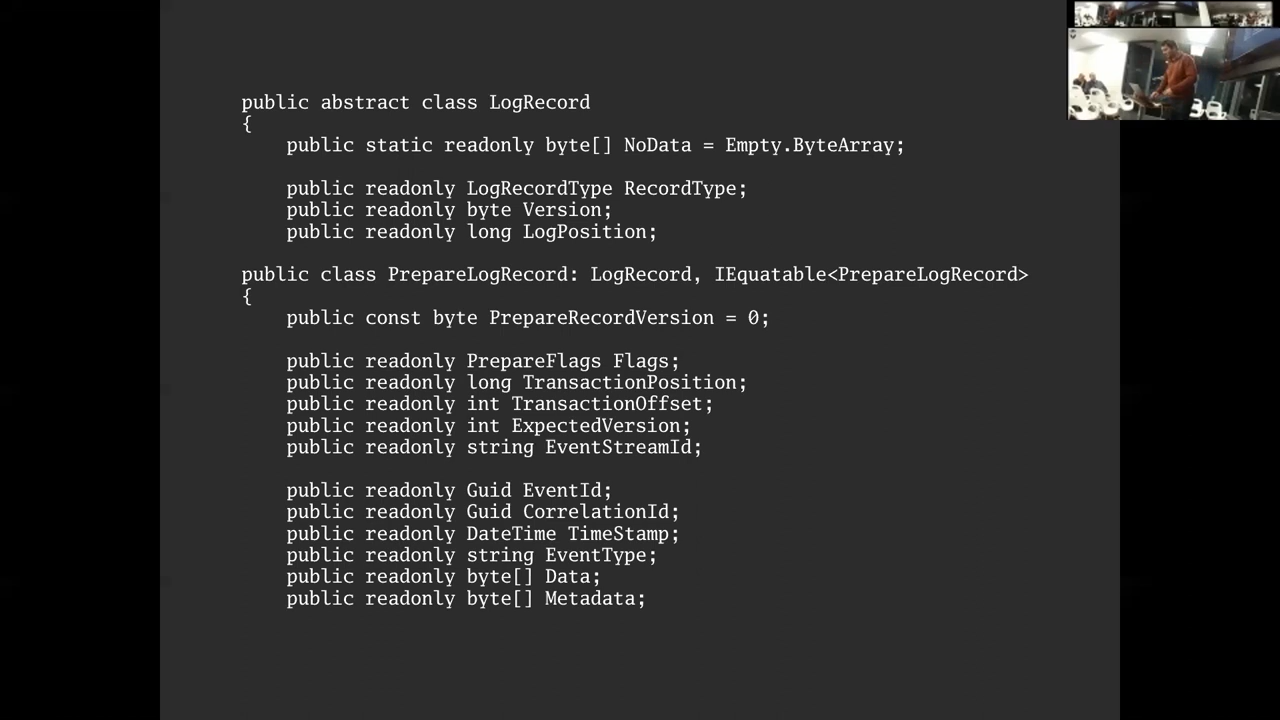 public abstract class LogRecord
{
public static readonly byte[] NoData = Empty.ByteArray;
public readonly LogRecordType RecordType;
public readonly byte Version;
public readonly long LogPosition;
public class PrepareLogRecord: LogRecord, IEquatable<PrepareLogRecord>
{
public const byte PrepareRecordVersion = 0;
public readonly PrepareFlags Flags;
public readonly long TransactionPosition;
public readonly int TransactionOffset;
public readonly int ExpectedVersion;
public readonly string EventStreamId;
public readonly Guid EventId;
public readonly Guid CorrelationId;
public readonly DateTime TimeStamp;
public readonly string EventType;
public readonly byte[] Data;
public readonly byte[] Metadata;